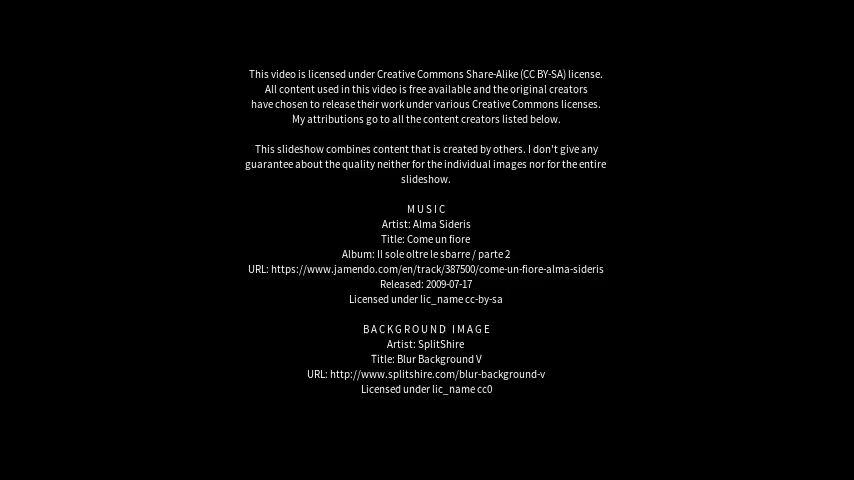 This video is licensed under Creative Commons Share-Alike (CC BY-SA) license.
All content used in this video is free available and the original creators
have chosen to release their work under various Creative Commons licenses.
My attributions go to all the content creators listed below.
This slideshow combines content that is created by others. I don't give any
guarantee about the quality neither for the individual images nor for the entire
slideshow.
MUSIC
Artist: Alma Sideris
Title: Come un fiore
Album: Il sole oltre le sbarre / parte 2
URL: https://www.jamendo.com/en/track/387500/come-un-fiore-alma-sideris
Released: 2009-07-17
Licensed under lic_name cc-by-sa
BACKGROUND IMAGE
Artist: SplitShire
Title: Blur Background V
URL: http://www.splitshire.com/blur-background-v
Licensed under lic_name cc0